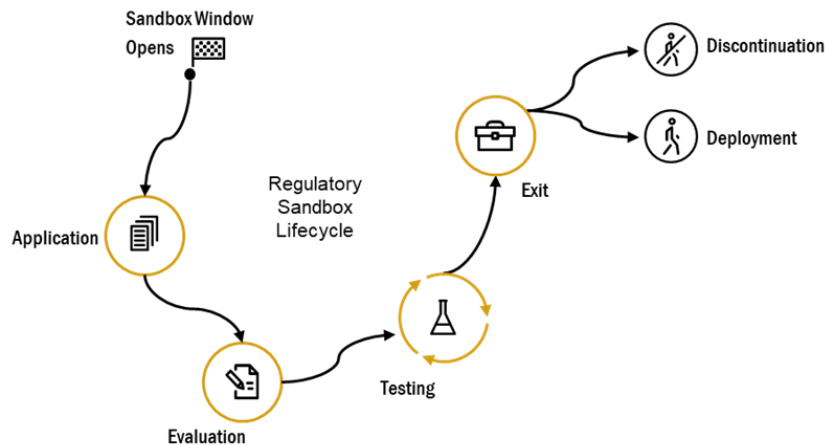 Sandbox Window
Opens
Discontinuation
Deployment
Exit
Regulatory
Sandbox
Lifecycle
Application
Testing
Evaluation